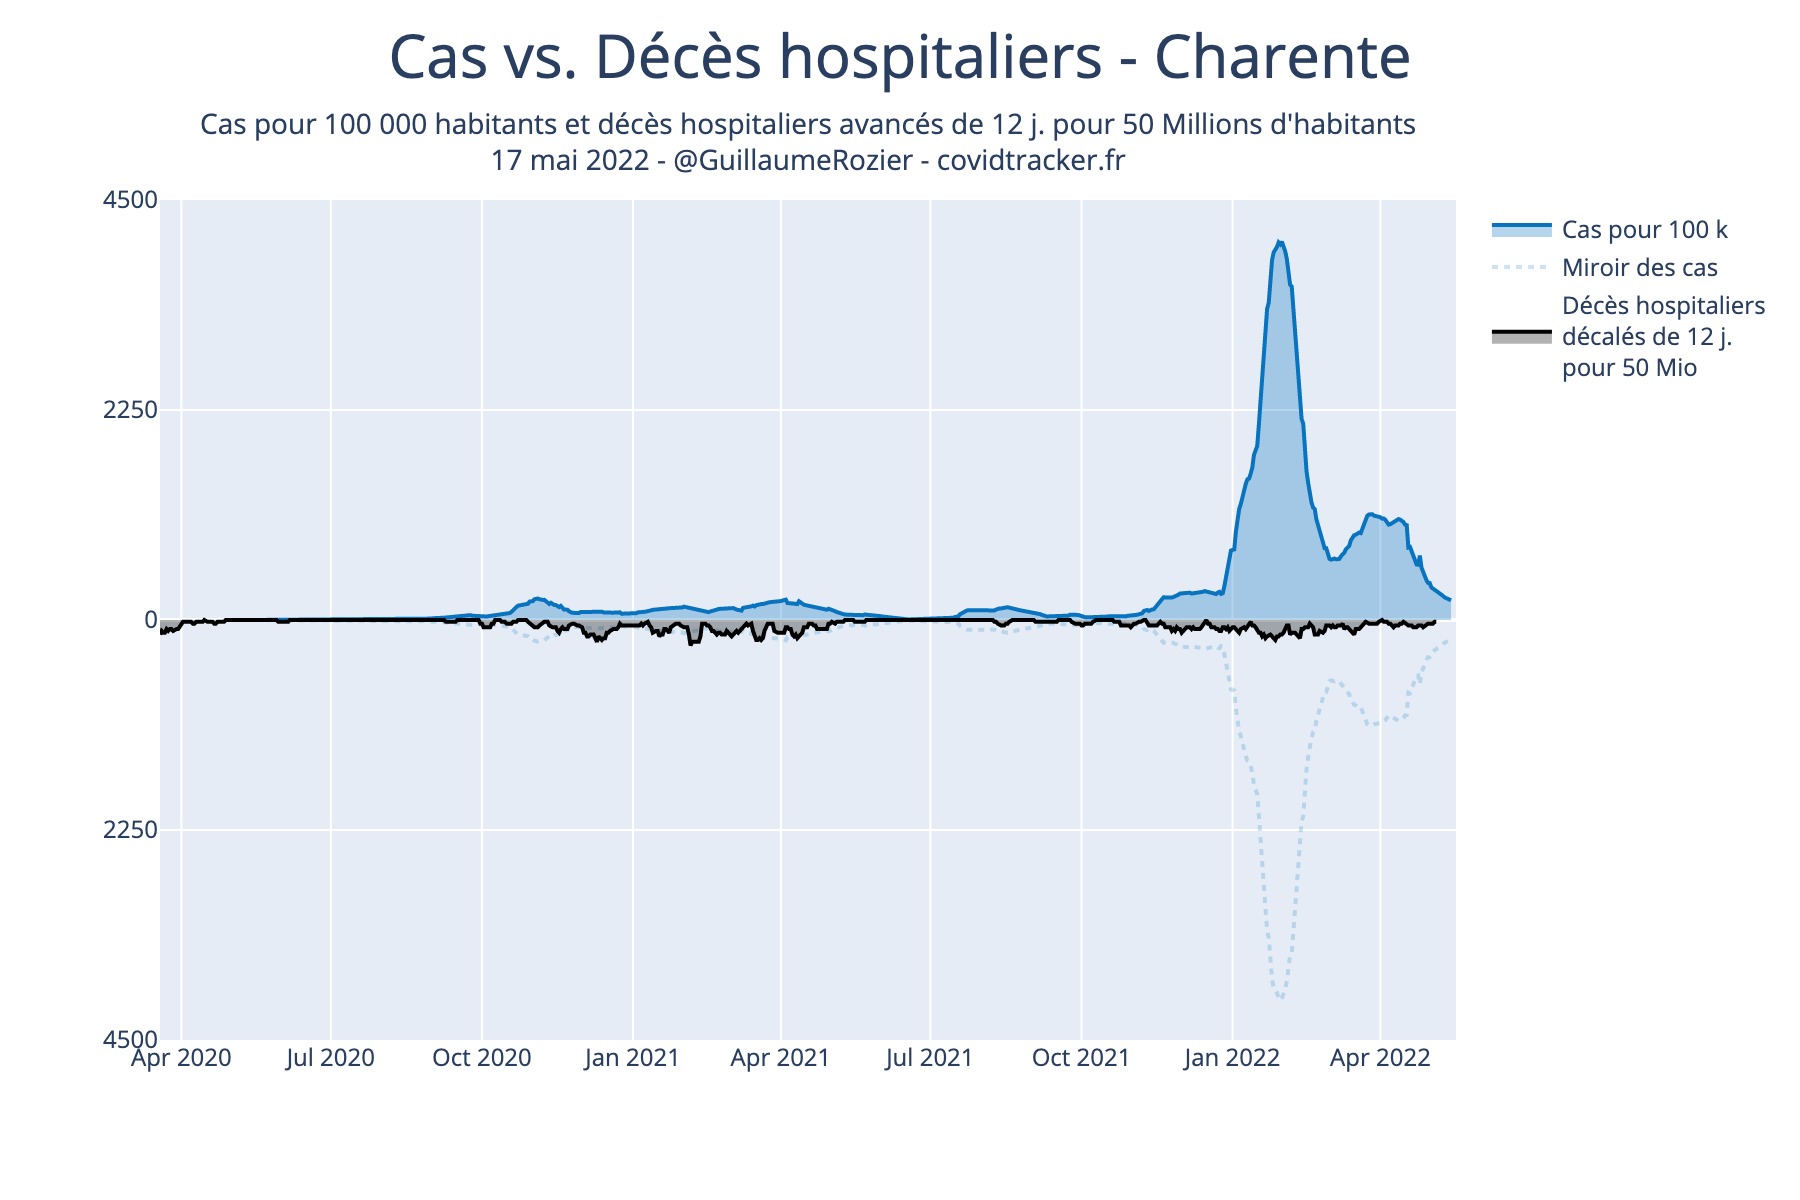 Cas vs. Décès hospitaliers - Charente
Cas pour 100 000 habitants et décès hospitaliers avancés de 12 j. pour 50 Millions d'habitants
17 mai 2022 - @GuillaumeRozier - covidtracker.fr
4500
2250
0
2250
4500
Apr 2020
Jul 2020
Oct 2020
Jan 2021
Apr 2021
Jul 2021
Oct 2021
Jan 2022
Apr 2022
Cas pour 100 k
Miroir des cas
Décès hospitaliers
décalés de 12 j.
pour 50 Mio